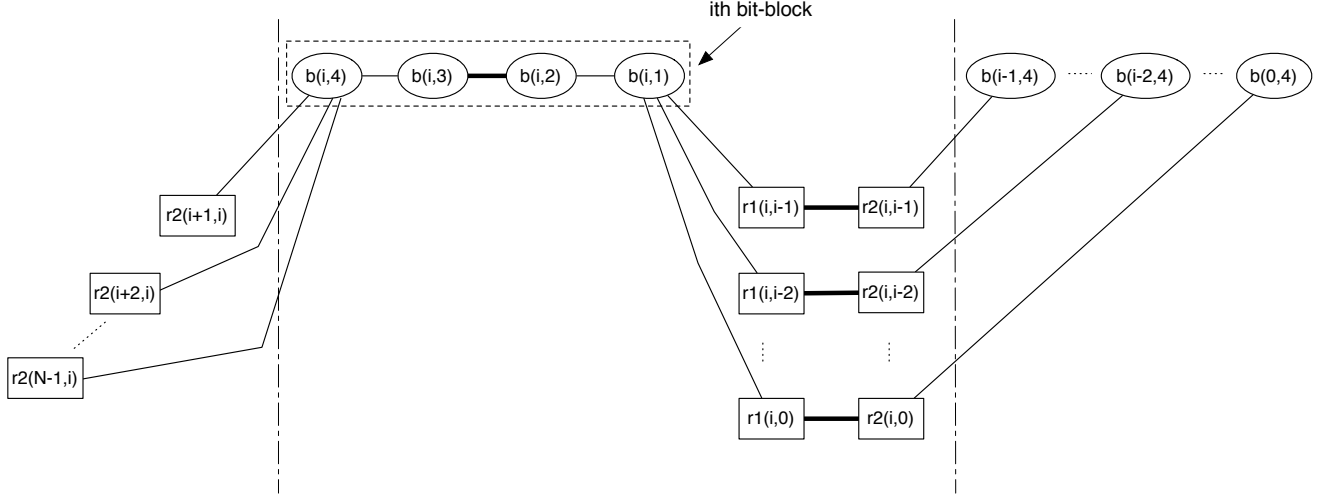 ith bit-block
b(i,4) b(i,3) b(i,2) b(i,1) b(i-1,4) b(i-2,4) b(0,4)
r2(i+1,i) r1(i,i-1) r2(i,i-1)
r2(i+2,i) r1(i,i-2) r2(i,i-2)
r2(N-1,i)
r1(i,0) r2(i,0)